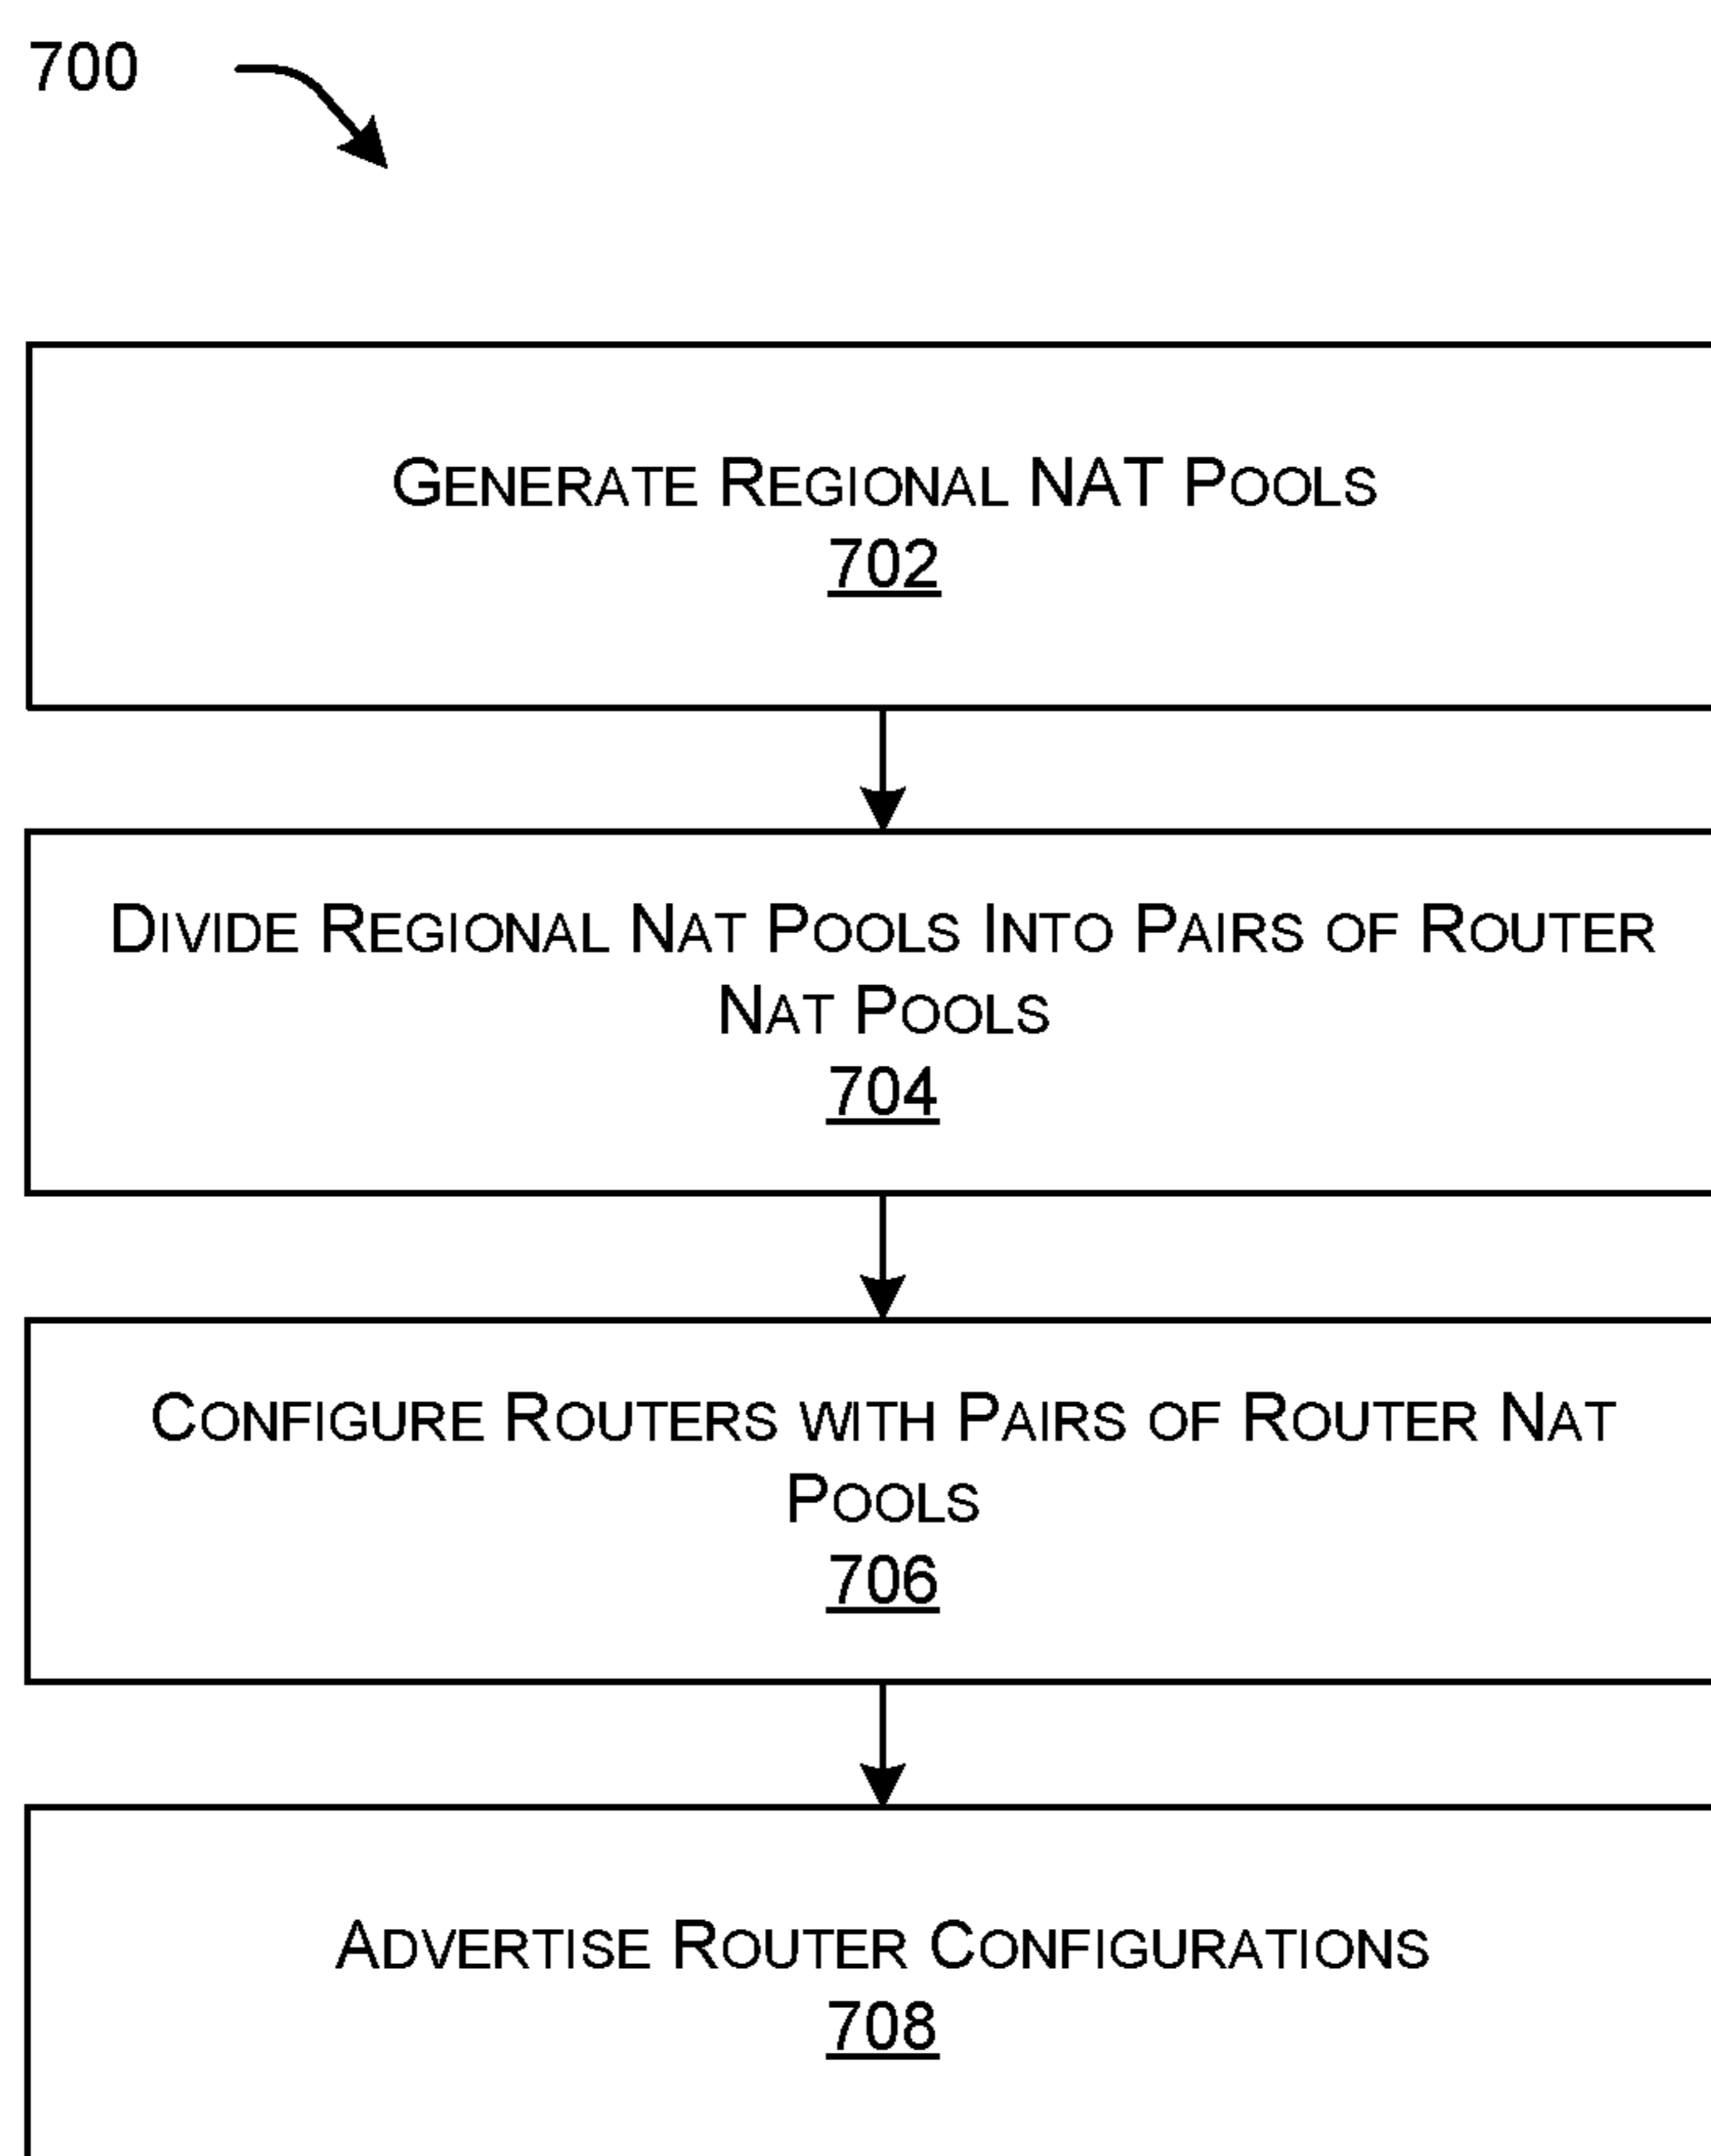 700
GENERATE REGIONAL NAT POOLS
702
DIVIDE REGIONAL NAT POOLS INTO PAIRS OF ROUTER
NAT POOLS
704
CONFIGURE ROUTERS WITH PAIRS OF ROUTER NAT
POOLS
706
ADVERTISE ROUTER CONFIGURATIONS
708